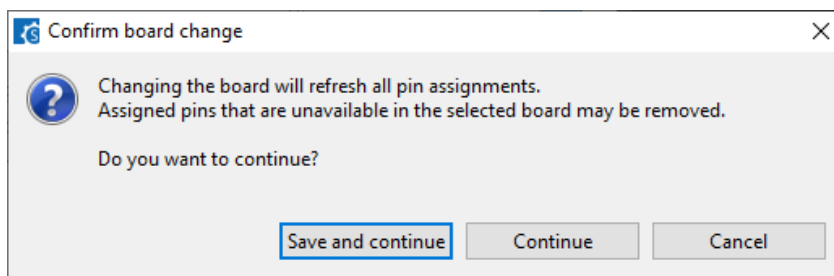 Confirm board change
Changing the board will refresh all pin assignments.
Assigned pins that are unavailable in the selected board may be removed.
Do you want to continue?
Save and continue
Continue
Cancel